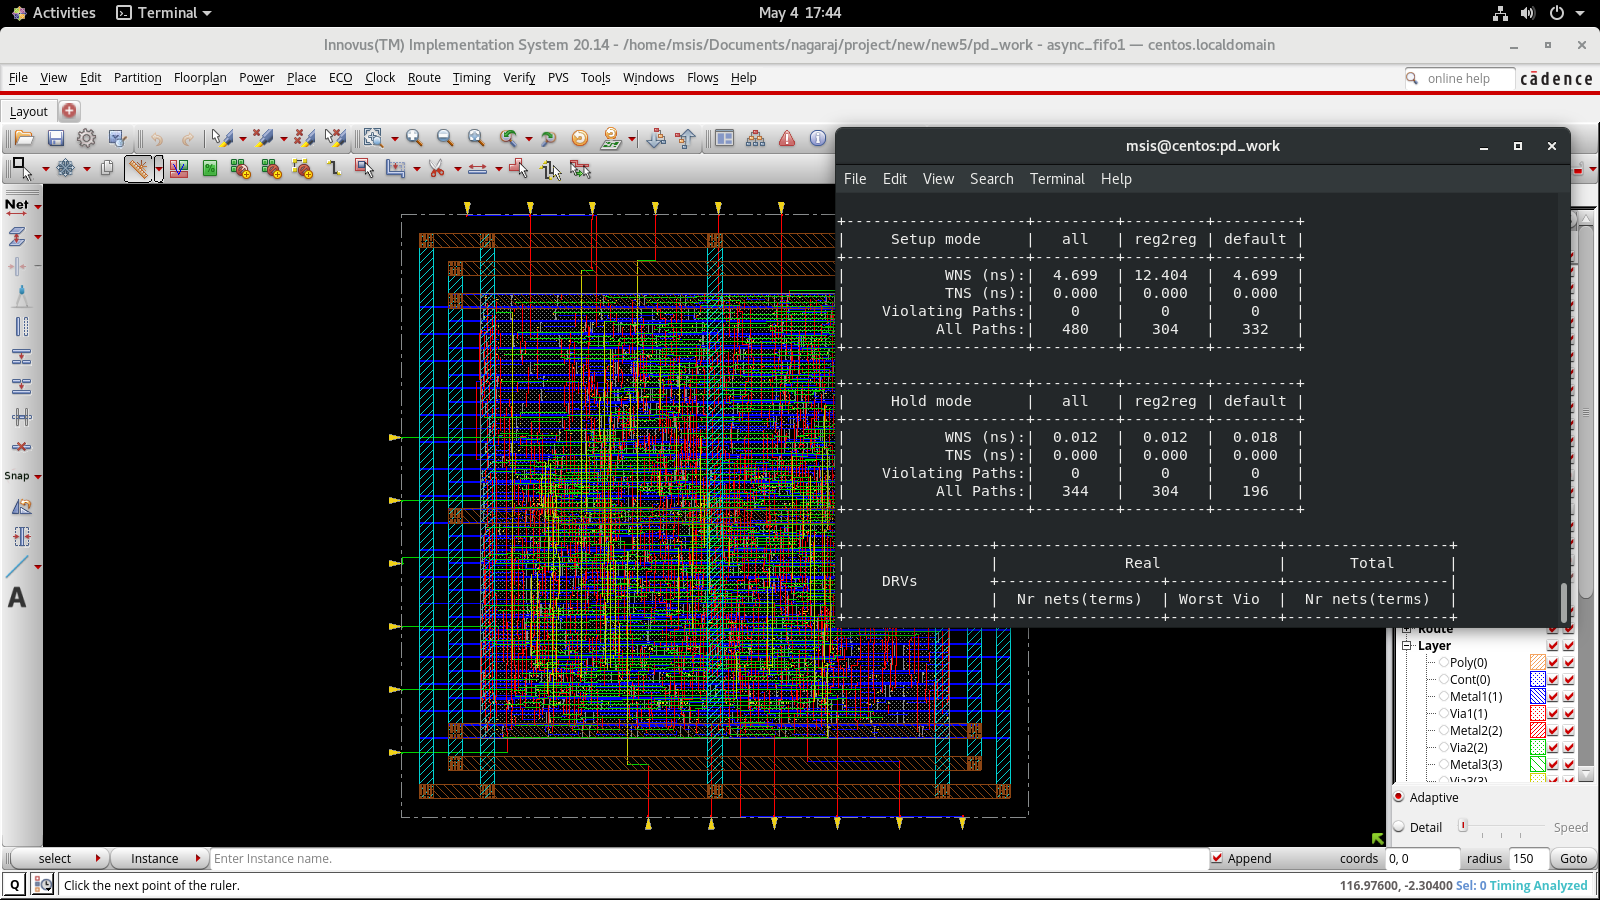 Activities
Terminal
May 4 17:44
Innovus(TM) Implementation System 20.14 - /home/msis/Documents/nagaraj/project/new/new5/pd_work - async_fifo1 — centos.localdomain
File View Edit Partition Floorplan Power Place ECO Clock Route Timing Verify PVS Tools Windows Flows Help
online help
cādence
Layout
msis@centos:pd_work
File Edit View Search Terminal Help
+--------------------+---------+---------+---------+
| Setup mode | all | reg2reg | default |
+--------------------+---------+---------+---------+
| WNS (ns):| 4.699 | 12.404 | 4.699 |
| TNS (ns):| 0.000 | 0.000 | 0.000 |
| Violating Paths:| 0 | 0 | 0 |
| All Paths:| 480 | 304 | 332 |
+--------------------+---------+---------+---------+
+--------------------+---------+---------+---------+
| Hold mode | all | reg2reg | default |
+--------------------+---------+---------+---------+
| WNS (ns):| 0.012 | 0.012 | 0.018 |
| TNS (ns):| 0.000 | 0.000 | 0.000 |
| Violating Paths:| 0 | 0 | 0 |
| All Paths:| 344 | 304 | 196 |
+--------------------+---------+---------+---------+
+----------------+-------------------------------+------------------+
| | Real | Total |
| DRVs +------------------+------------+------------------|
| | Nr nets(terms) | Worst Vio | Nr nets(terms) |
+----------------+------------------+------------+------------------+
Net
Snap
A
Route
Layer
Poly(0)
Cont(0)
Metal1(1)
Via1(1)
Metal2(2)
Via2(2)
Metal3(3)
Via3(3)
Adaptive
Detail
Speed
select
Instance
Enter Instance name.
Append
coords 0, 0
radius 150
Goto
Q
Click the next point of the ruler.
116.97600, -2.30400 Sel: 0 Timing Analyzed